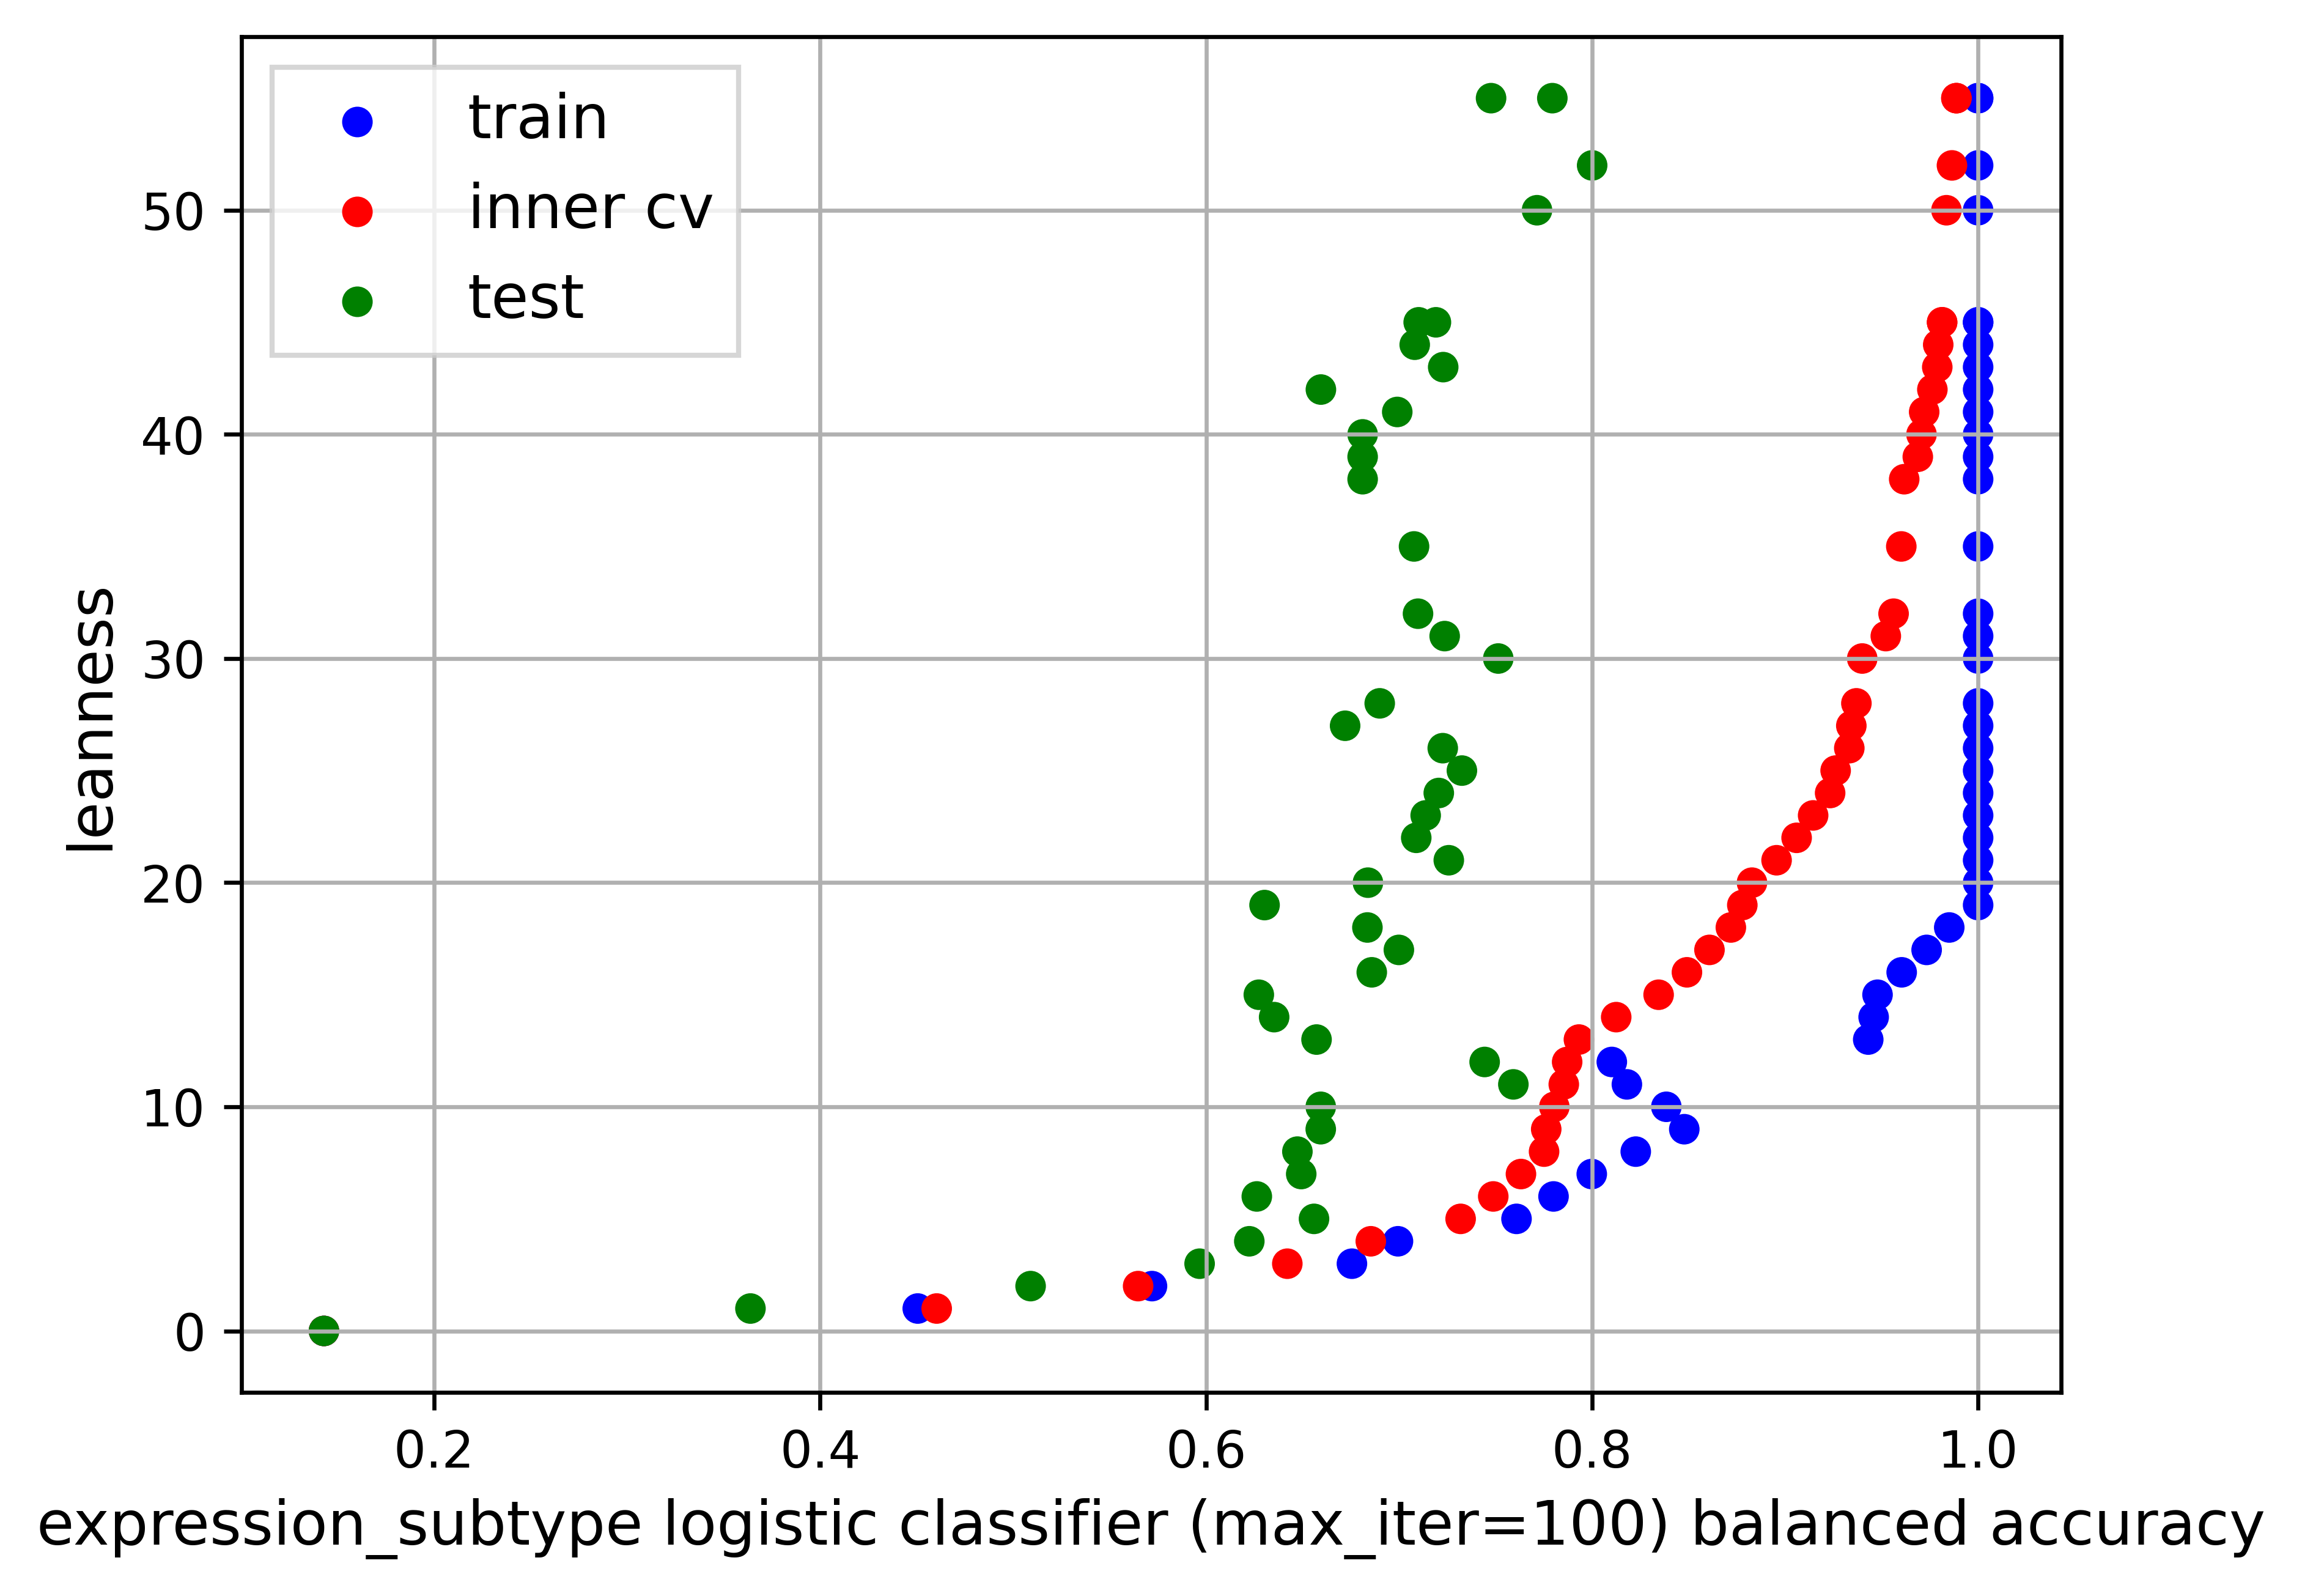 train
inner cv
test
leanness
50
40
30
20
10
0
0.2 0.4 0.6 0.8 1.0
expression_subtype logistic classifier (max_iter=100) balanced accuracy